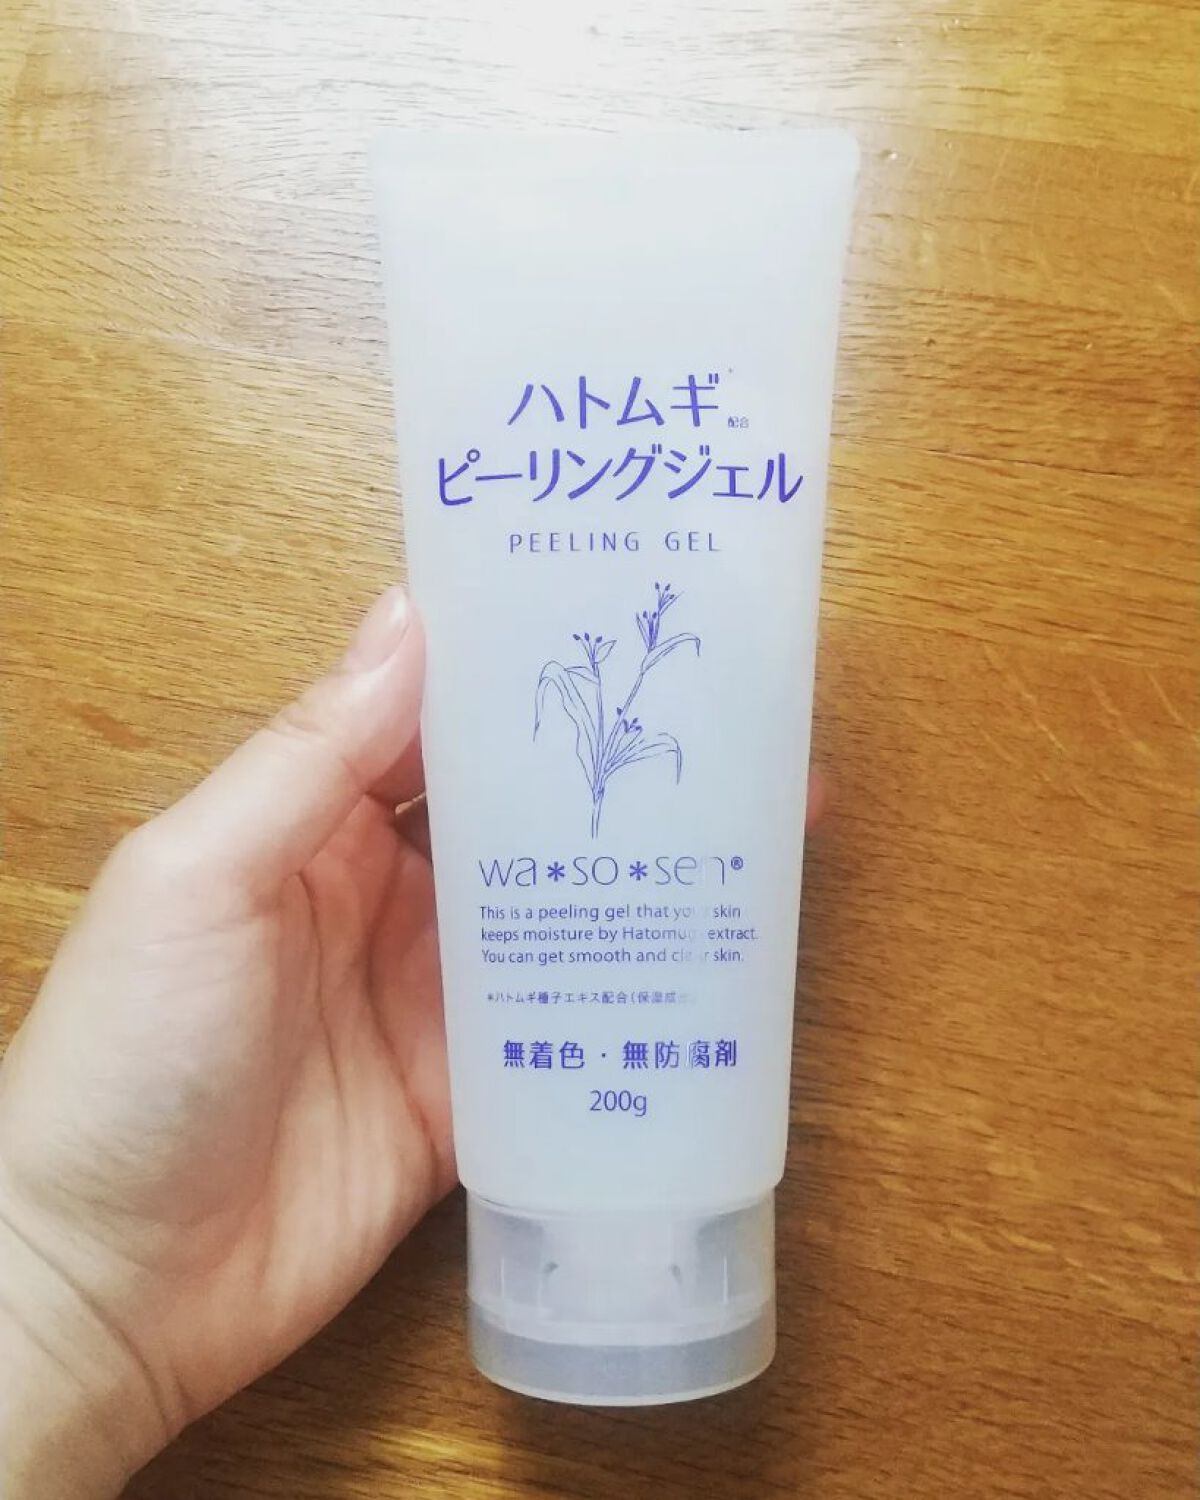 ハトムギ*
配合
ピーリングジェル
PEELING GEL
wa*so*sen®
This is a peeling gel that your skin
keeps moisture by Hatomugi extract.
You can get smooth and clear skin.
*ハトムギ種子エキス配合(保湿成分
無着色・無防腐剤
200g